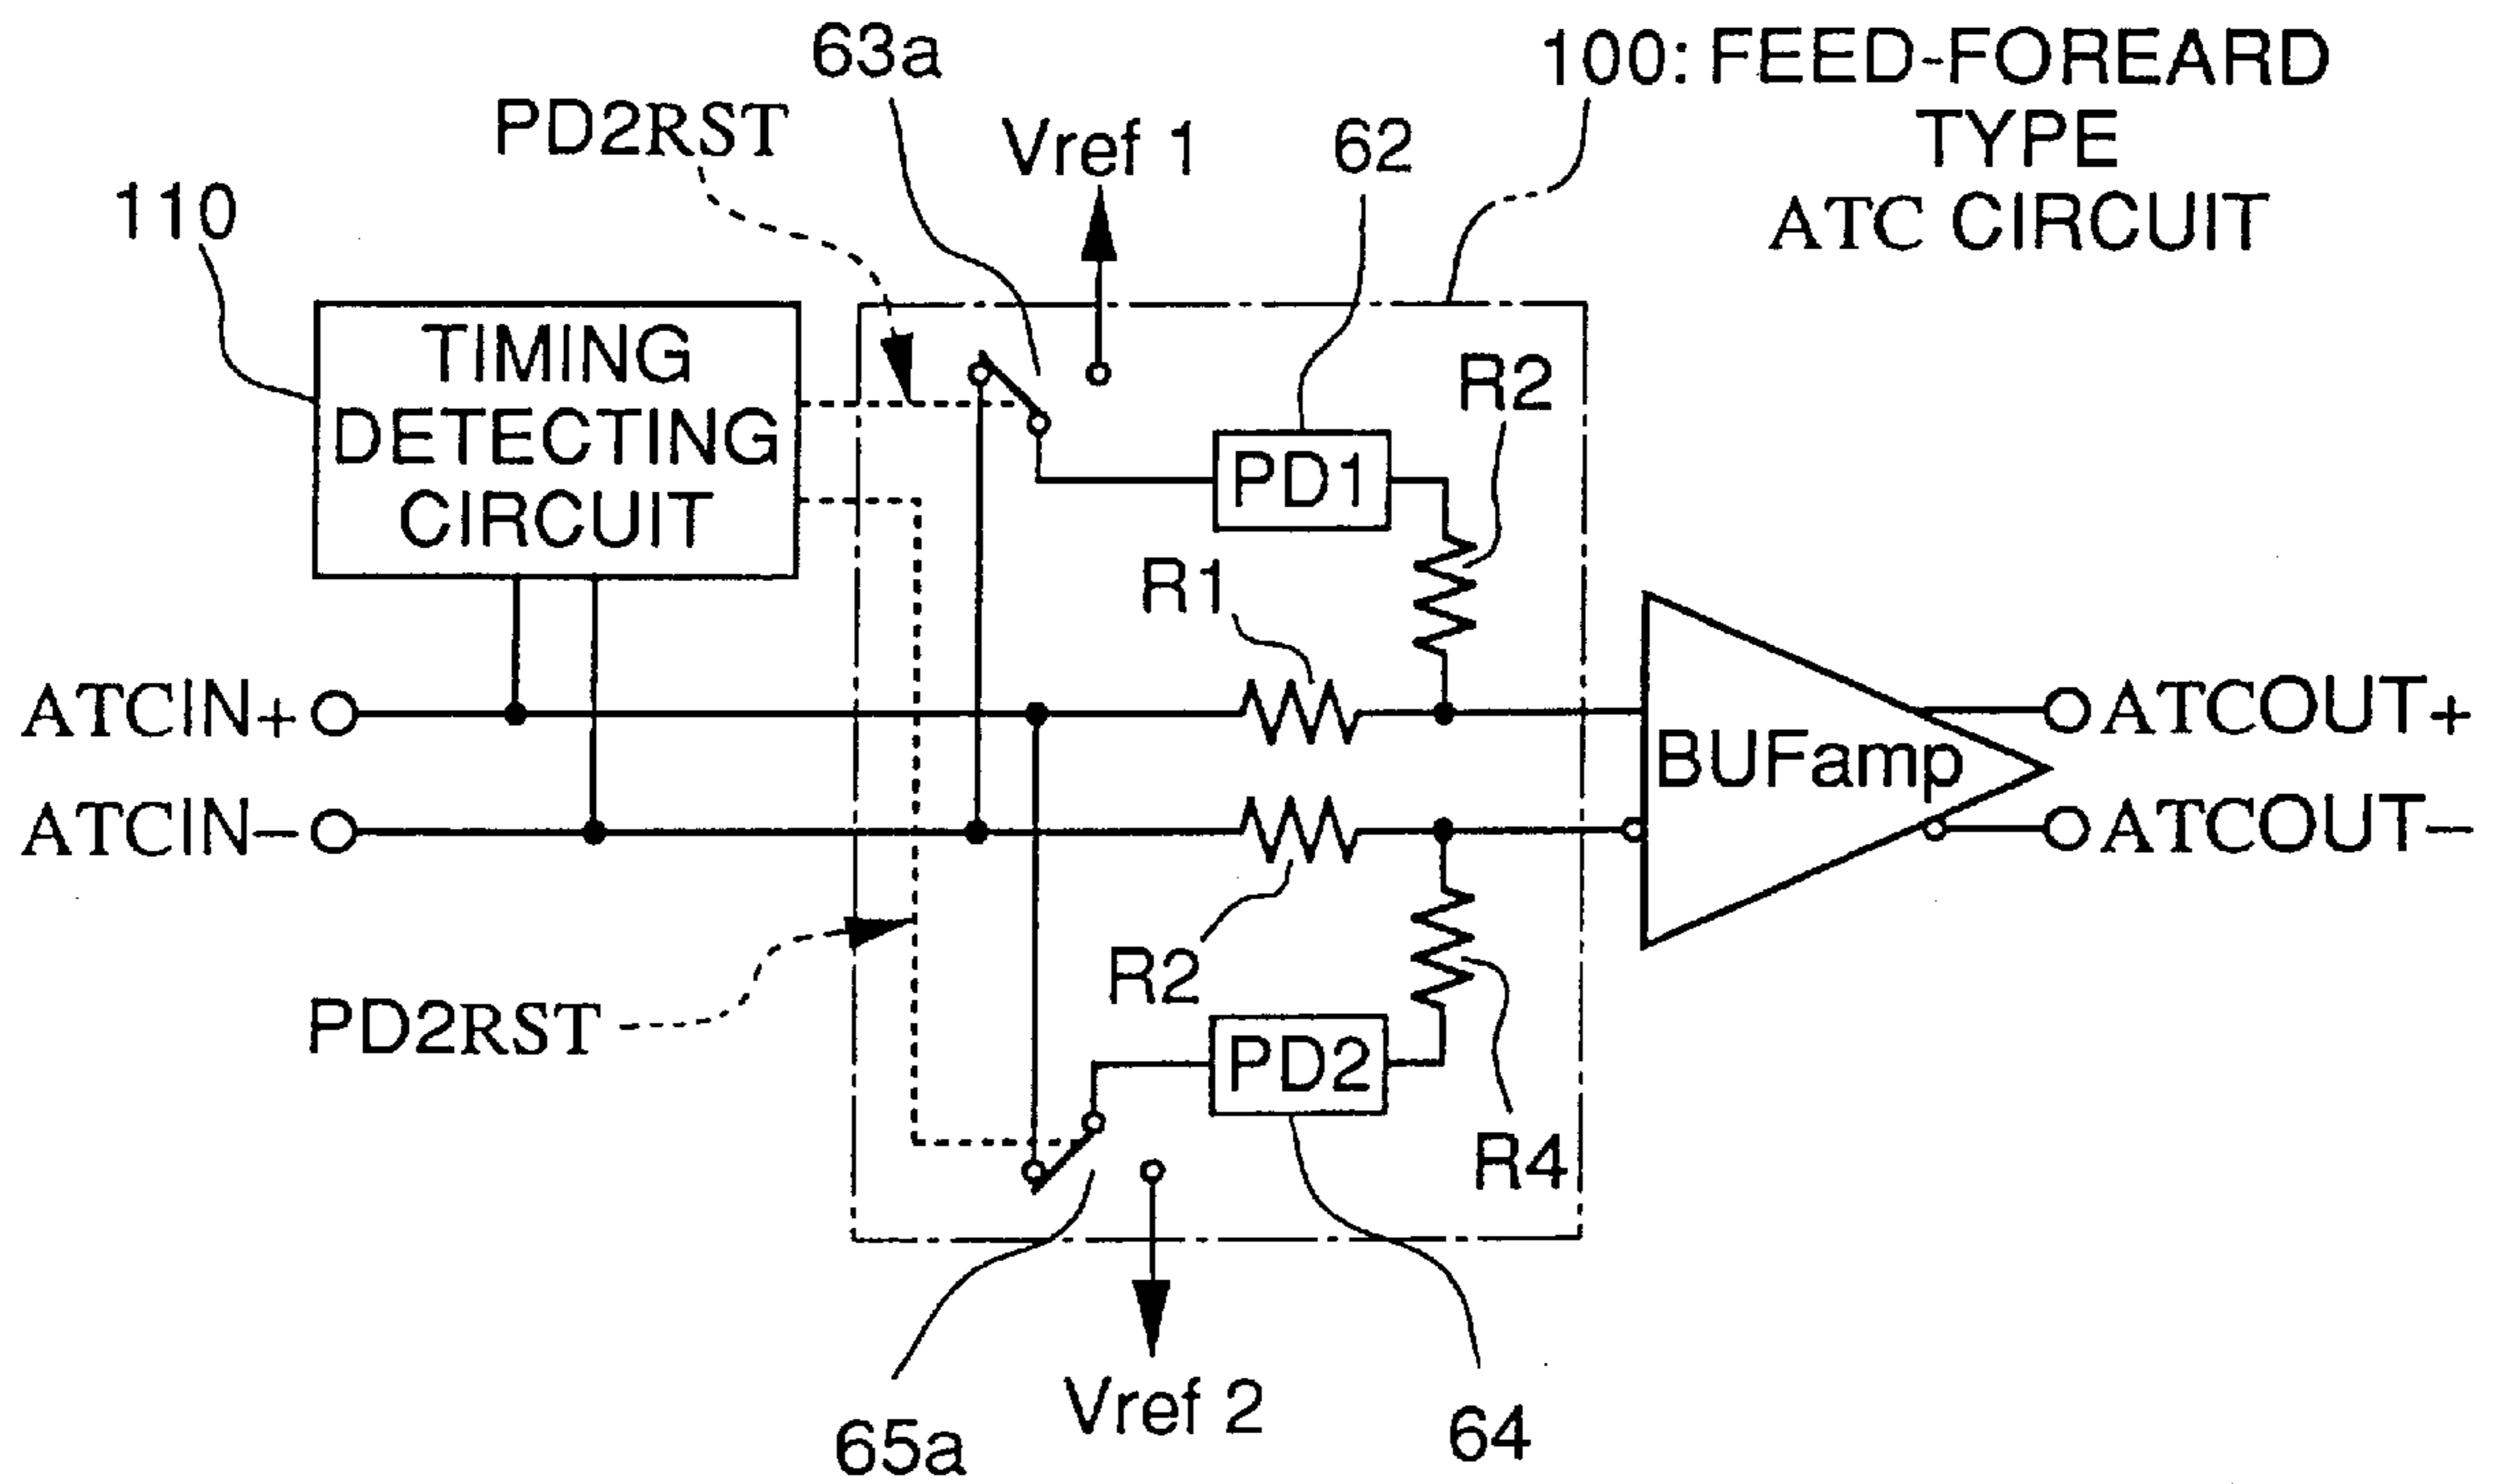 63a
100: FEED-FOREARD
TYPE
ATC CIRCUIT
PD2RST
Vref 1
62
110
TIMING
DETECTING
CIRCUIT
R2
PD1
R1
ATCIN+
ATCOUT+
BUFamp
ATCIN−
ATCOUT−
R2
PD2RST
PD2
R4
Vref 2
65a
64